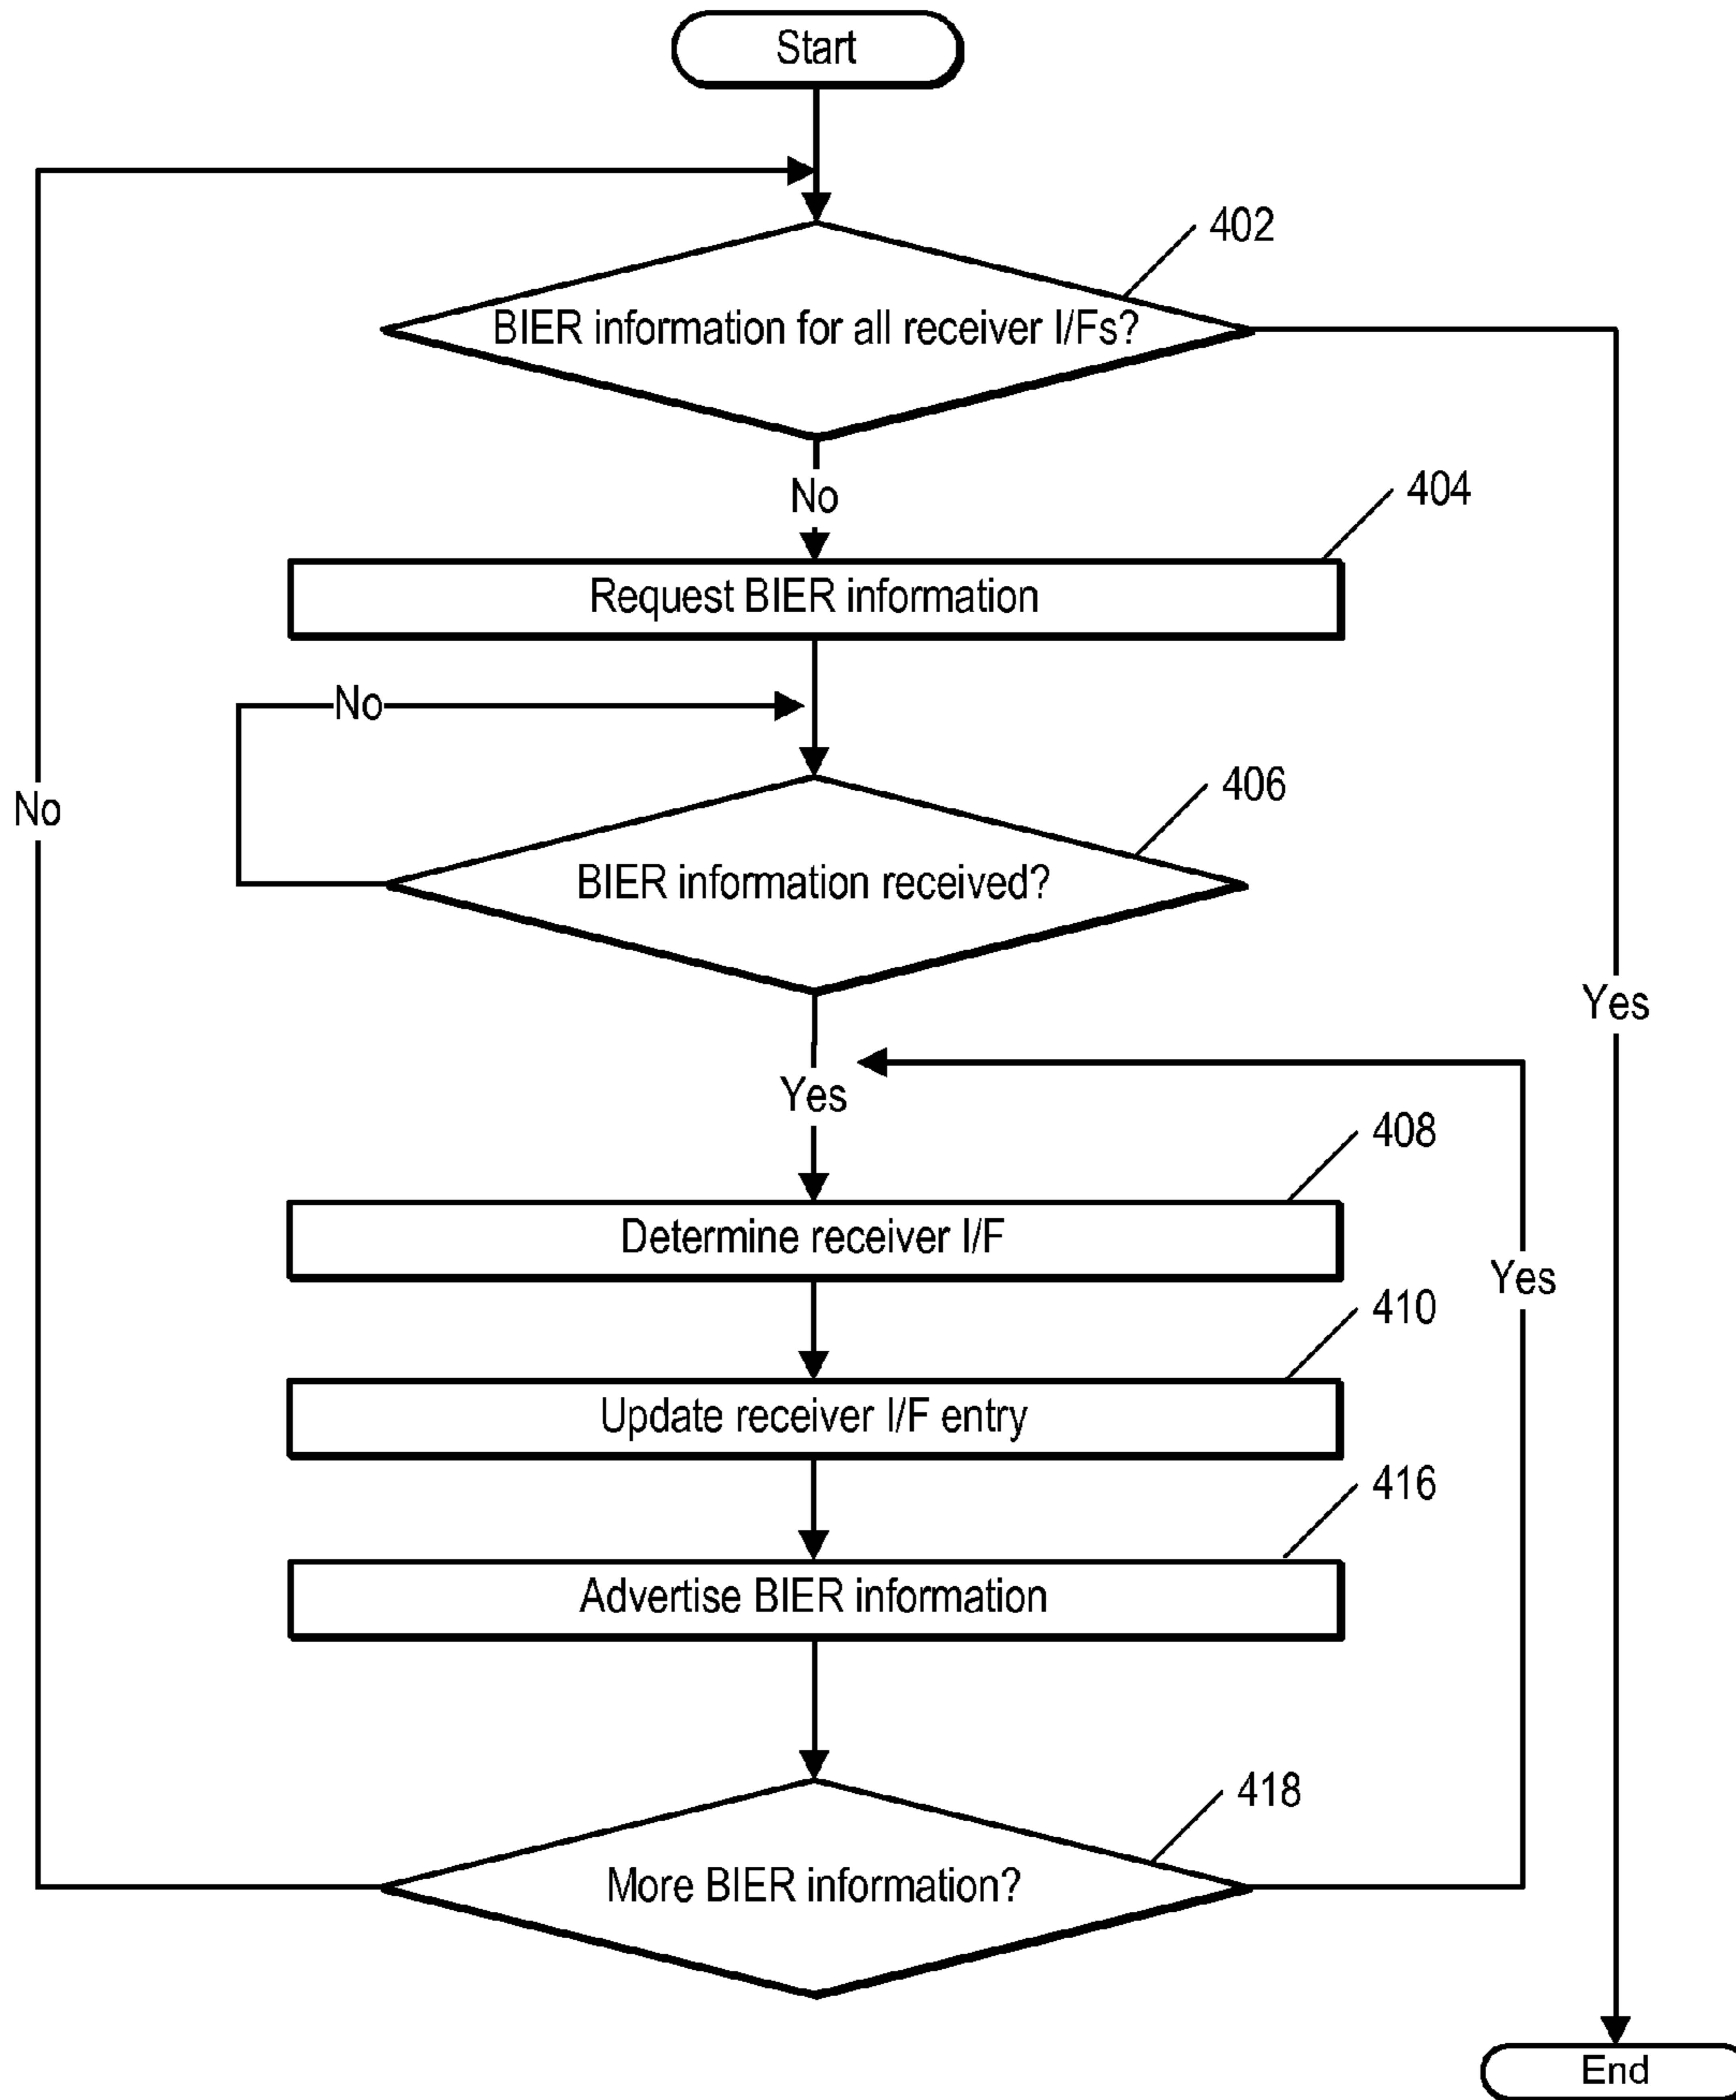 Start
402
BIER information for all receiver I/Fs?
No
404
Request BIER information
No
406
No
BIER information received?
Yes
Yes
408
Determine receiver I/F
Yes
410
Update receiver I/F entry
416
Advertise BIER information
418
More BIER information?
End